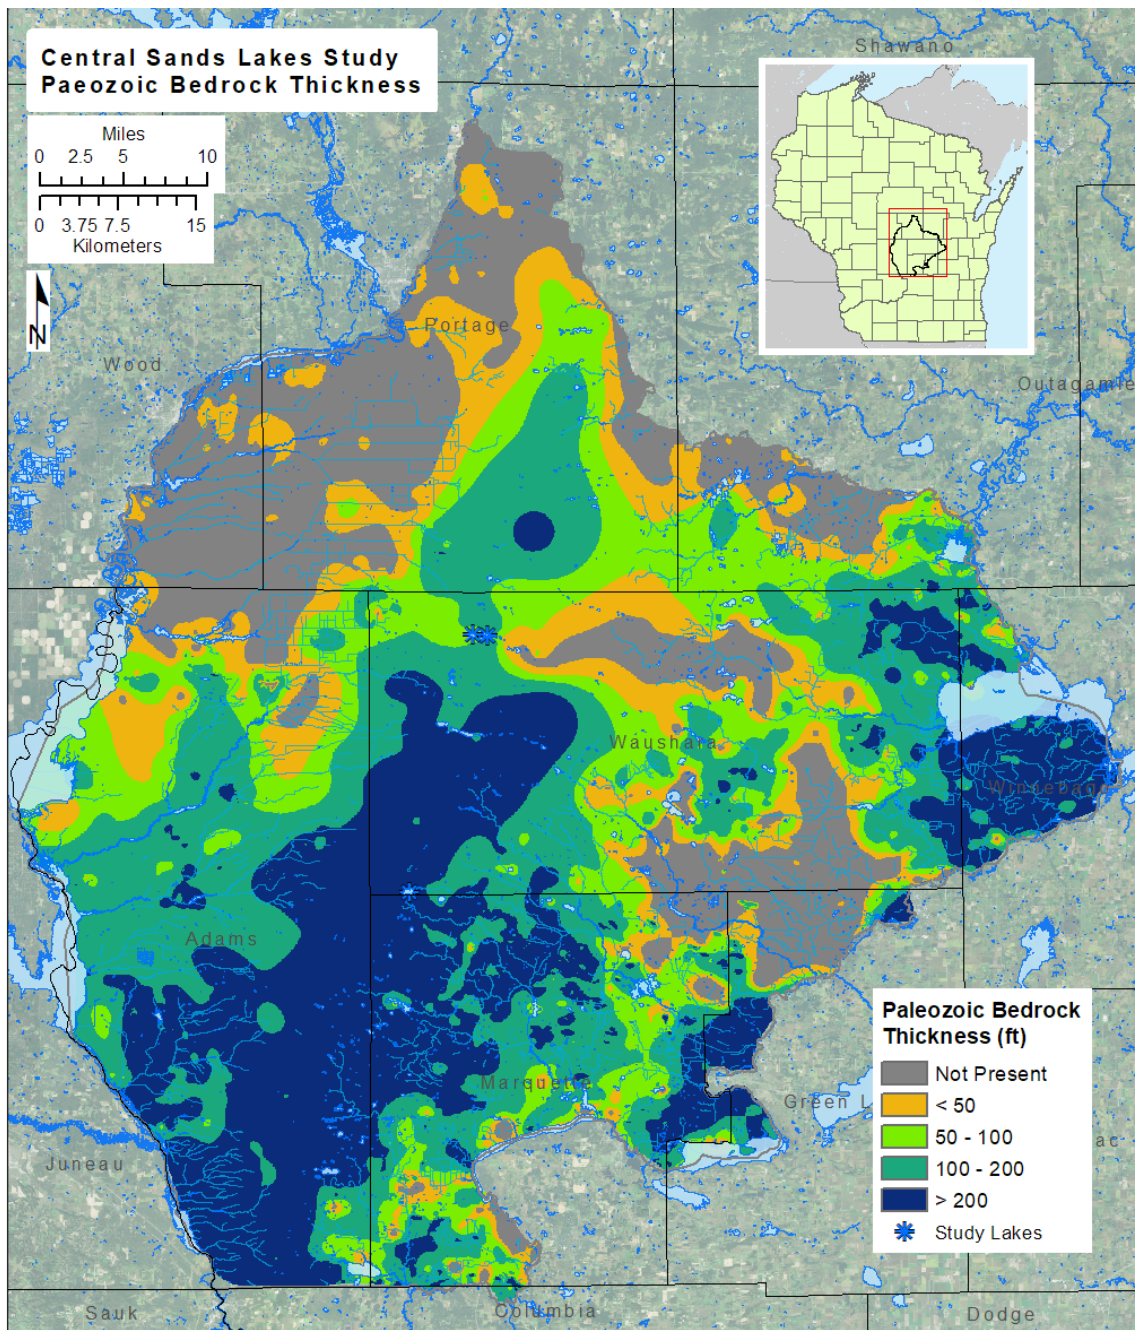 Central Sands Lakes Study
Paeozoic Bedrock Thickness
Miles
0 2.5 5 10
0 3.75 7.5 15
Kilometers
N
Shawano
Portage
Wood
Outagamie
Waushara
Winnebago
Adams
Marquette
Green L
ac
Juneau
Sauk
Columbia
Dodge
Paleozoic Bedrock
Thickness (ft)
Not Present
< 50
50 - 100
100 - 200
> 200
Study Lakes